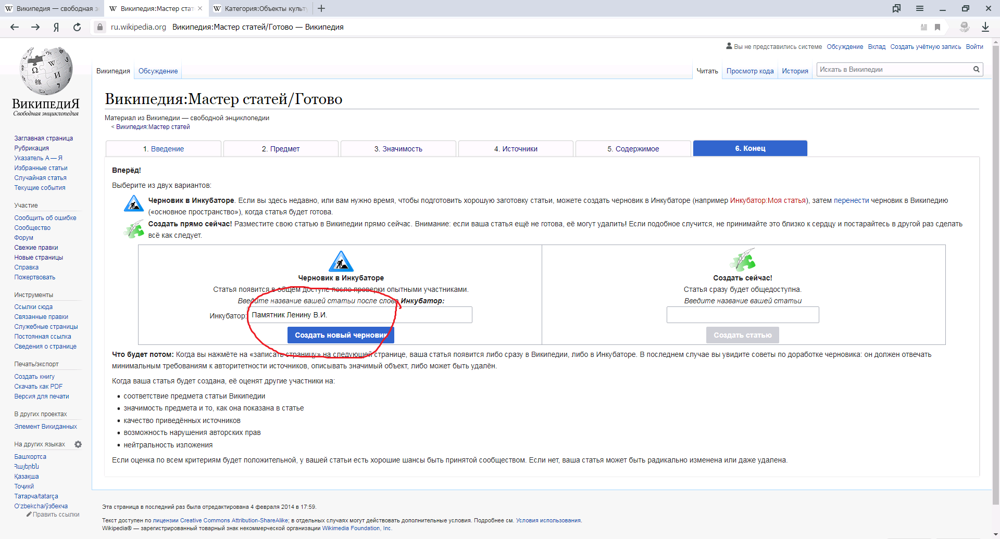 Википедия — свободная э
Википедия:Мастер стат
Категория:Объекты культу
ru.wikipedia.org Википедия:Мастер статей/Готово — Википедия
Вы не представились системе Обсуждение Вклад Создать учётную запись Войти
Википедия Обсуждение
Читать Просмотр кода История Искать в Википедии
ВИКИПЕДИЯ
Свободная энциклопедия
Заглавная страница
Рубрикация
Указатель А — Я
Избранные статьи
Случайная статья
Текущие события
Участие
Сообщить об ошибке
Сообщество
Форум
Свежие правки
Новые страницы
Справка
Пожертвовать
Инструменты
Ссылки сюда
Связанные правки
Служебные страницы
Постоянная ссылка
Сведения о странице
Печать/экспорт
Создать книгу
Скачать как PDF
Версия для печати
В других проектах
Элемент Викиданных
На других языках
Башҡортса
Հայերեն
Қазақша
Тоҷикӣ
Татарча/tatarça
Oʻzbekcha/ўзбекча
Править ссылки
Википедия:Мастер статей/Готово
Материал из Википедии — свободной энциклопедии
< Википедия:Мастер статей
1. Введение 2. Предмет 3. Значимость 4. Источники 5. Содержимое 6. Конец
Вперёд!
Выберите из двух вариантов:
Черновик в Инкубаторе. Если вы здесь недавно, или вам нужно время, чтобы подготовить хорошую заготовку статьи, можете создать черновик в Инкубаторе (например Инкубатор:Моя статья), затем перенести черновик в Википедию
(«основное пространство»), когда статья будет готова.
Создать прямо сейчас! Разместите свою статью в Википедии прямо сейчас. Внимание: если ваша статья ещё не готова, её могут удалить! Если подобное случится, не принимайте это близко к сердцу и постарайтесь в другой раз сделать
всё как следует.
Черновик в Инкубаторе
Статья появится в общем доступе после проверки опытными участниками.
Введите название вашей статьи после слова Инкубатор:
Инкубатор: Памятник Ленину В.И.
Создать новый черновик
Создать сейчас!
Статья сразу будет общедоступна.
Введите название вашей статьи
Создать статью
Что будет потом: Когда вы нажмёте на «записать страницу» на следующей странице, ваша статья появится либо сразу в Википедии, либо в Инкубаторе. В последнем случае вы увидите советы по доработке черновика: он должен отвечать
минимальным требованиям к авторитетности источников, описывать значимый объект, либо может быть удалён.
Когда ваша статья будет создана, её оценят другие участники на:
• соответствие предмета статьи Википедии
• значимость предмета и то, как она показана в статье
• качество приведённых источников
• возможность нарушения авторских прав
• нейтральность изложения
Если оценка по всем критериям будет положительной, у вашей статьи есть хорошие шансы быть принятой сообществом. Если нет, ваша статья может быть радикально изменена или даже удалена.
Эта страница в последний раз была отредактирована 4 февраля 2014 в 17:59.
Текст доступен по лицензии Creative Commons Attribution-ShareAlike; в отдельных случаях могут действовать дополнительные условия. Подробнее см. Условия использования.
Wikipedia® — зарегистрированный товарный знак некоммерческой организации Wikimedia Foundation, Inc.